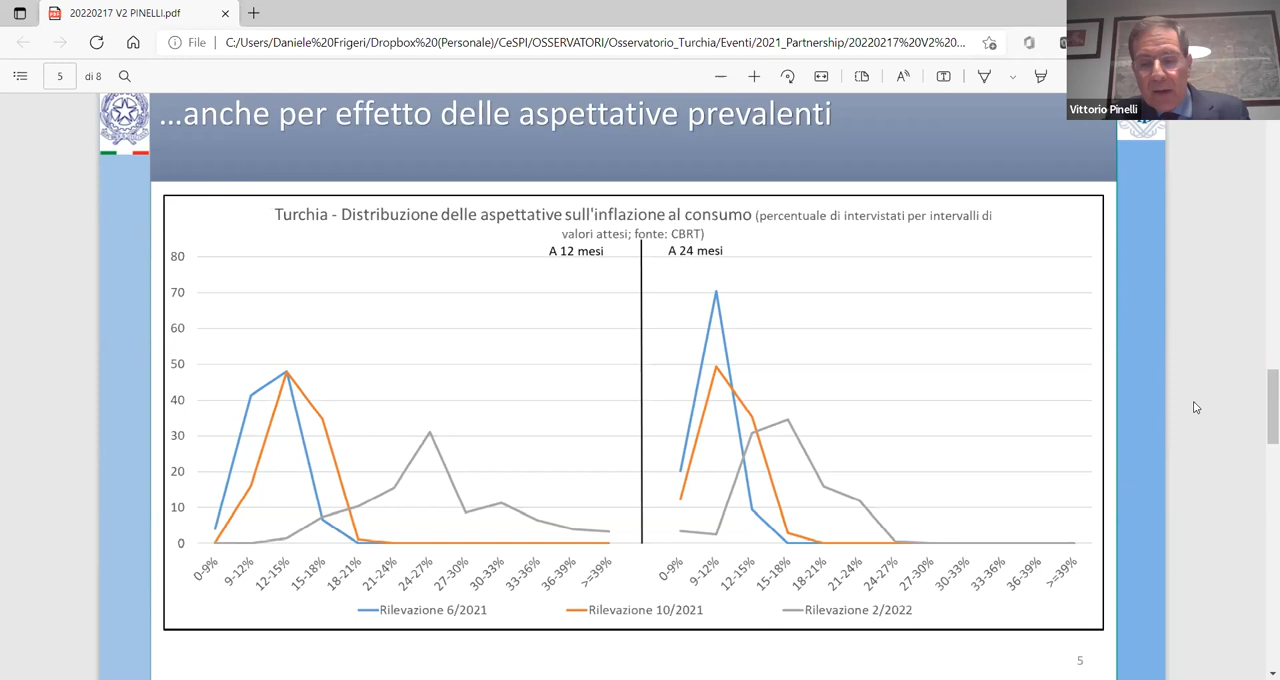 20220217 V2 PINELLI.pdf
File
C:/Users/Daniele%20Frigeri/Dropbox%20(Personale)/CeSPI/OSSERVATORI/Osservatorio_Turchia/Eventi/2021_Partnership/20220217%20V2%20...
5 di 8
Vittorio Pinelli
...anche per effetto delle aspettative prevalenti
Turchia - Distribuzione delle aspettative sull'inflazione al consumo (percentuale di intervistati per intervalli di
valori attesi; fonte: CBRT)
A 12 mesi
A 24 mesi
80
70
60
50
40
30
20
10
0
0-9% 9-12% 12-15% 15-18% 18-21% 21-24% 24-27% 27-30% 30-33% 33-36% 36-39% >=39%
0-9% 9-12% 12-15% 15-18% 18-21% 21-24% 24-27% 27-30% 30-33% 33-36% 36-39% >=39%
Rilevazione 6/2021
Rilevazione 10/2021
Rilevazione 2/2022
5